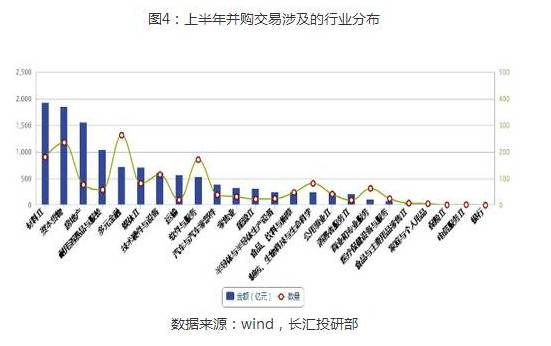 图4：上半年并购交易涉及的行业分布
2,500
2,000
1,500
1,000
500
0
500
400
300
200
100
0
材料II
资本货物
房地产
耐用消费品与服装
多元金融
媒体II
技术硬件与设备
运输
软件与服务
汽车与汽车零部件
零售业
能源II
半导体与半导体生产设备
食品、饮料与烟草
制药、生物科技与生命科学
公用事业II
消费者服务II
商业和专业服务
医疗保健设备与服务
食品与主要用品零售II
家庭与个人用品
保险II
电信服务II
银行
金额（亿元） 数量
数据来源：wind，长汇投研部